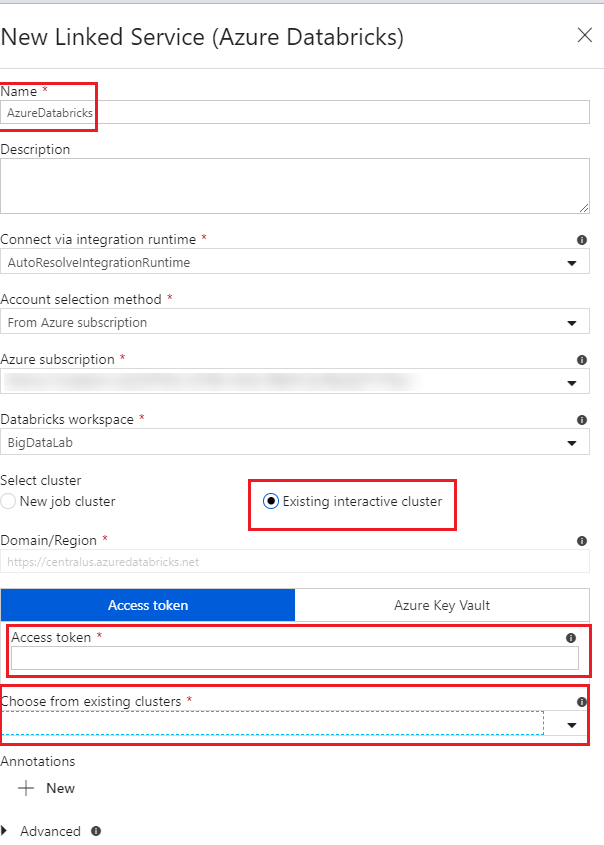 New Linked Service (Azure Databricks)
Name *
AzureDatabricks
Description
Connect via integration runtime *
AutoResolveIntegrationRuntime
Account selection method *
From Azure subscription
Azure subscription *
Databricks workspace *
BigDataLab
Select cluster
New job cluster Existing interactive cluster
Domain/Region *
https://centralus.azuredatabricks.net
Access token Azure Key Vault
Access token *
Choose from existing clusters *
Annotations
New
Advanced